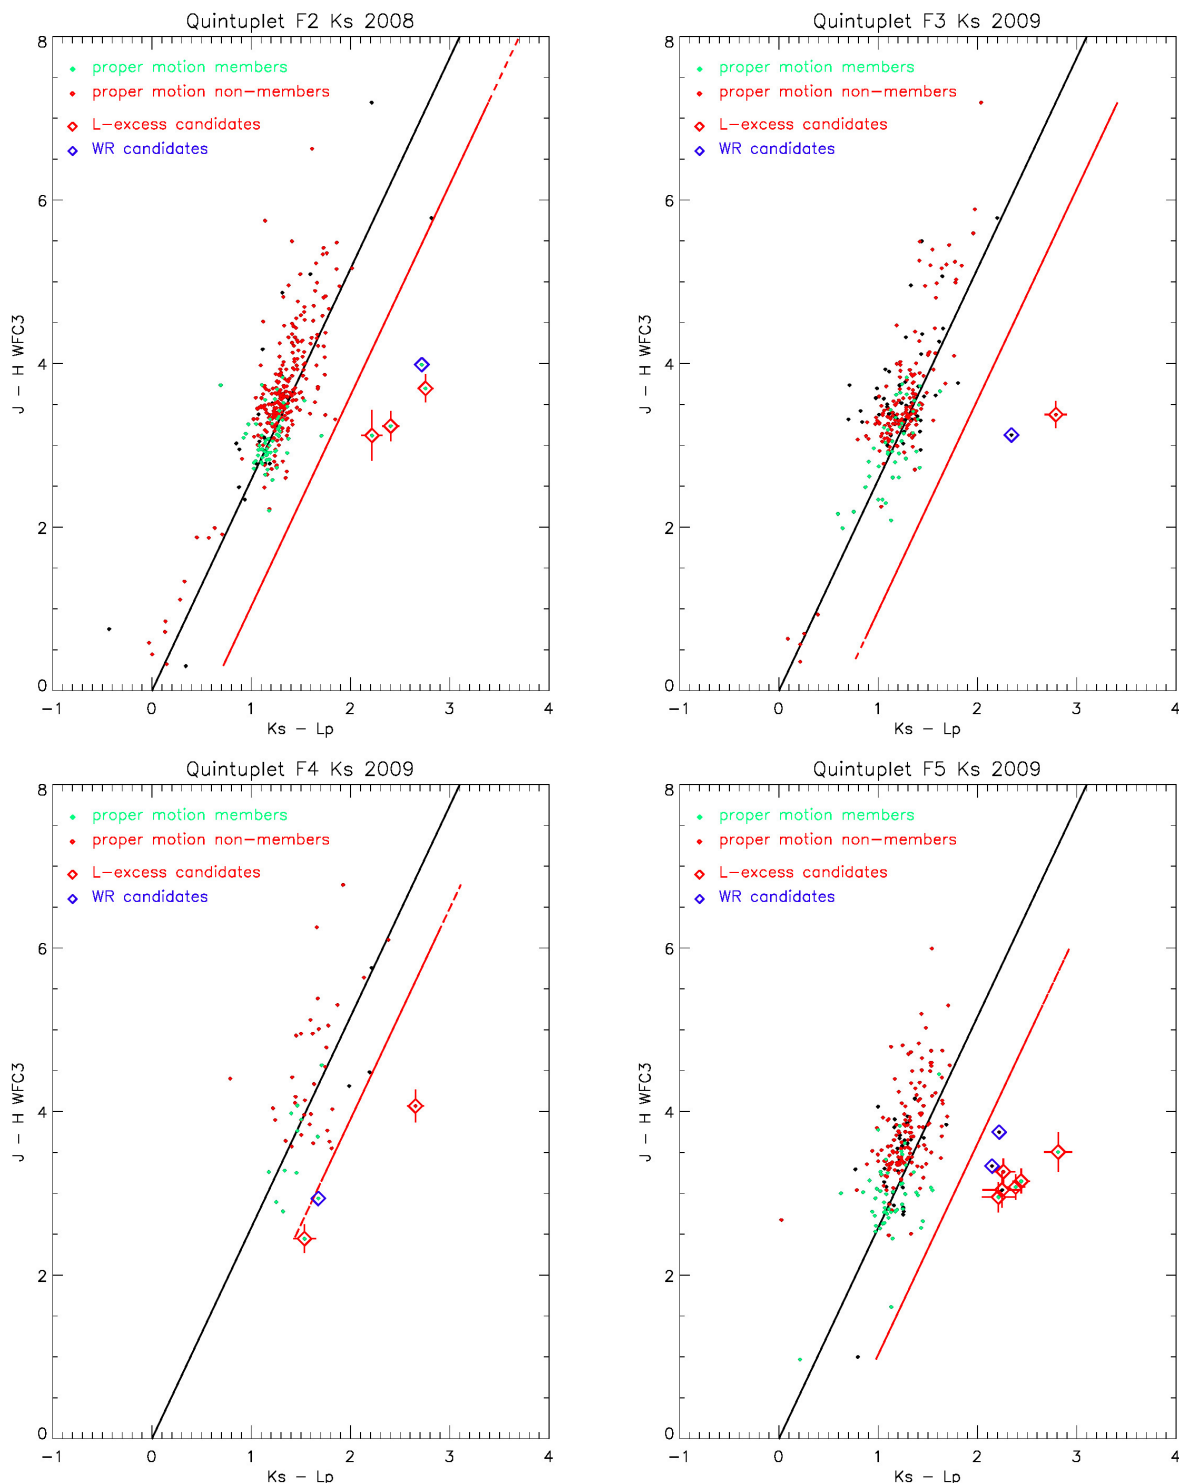 Quintuplet F2 Ks 2008
proper motion members
proper motion non-members
L-excess candidates
WR candidates
8
6
4
2
0
J - H WFC3
-1 0 1 2 3 4
Ks - Lp
Quintuplet F3 Ks 2009
proper motion members
proper motion non-members
L-excess candidates
WR candidates
8
6
4
2
0
J - H WFC3
-1 0 1 2 3 4
Ks - Lp
Quintuplet F4 Ks 2009
proper motion members
proper motion non-members
L-excess candidates
WR candidates
8
6
4
2
0
J - H WFC3
-1 0 1 2 3 4
Ks - Lp
Quintuplet F5 Ks 2009
proper motion members
proper motion non-members
L-excess candidates
WR candidates
8
6
4
2
0
J - H WFC3
-1 0 1 2 3 4
Ks - Lp